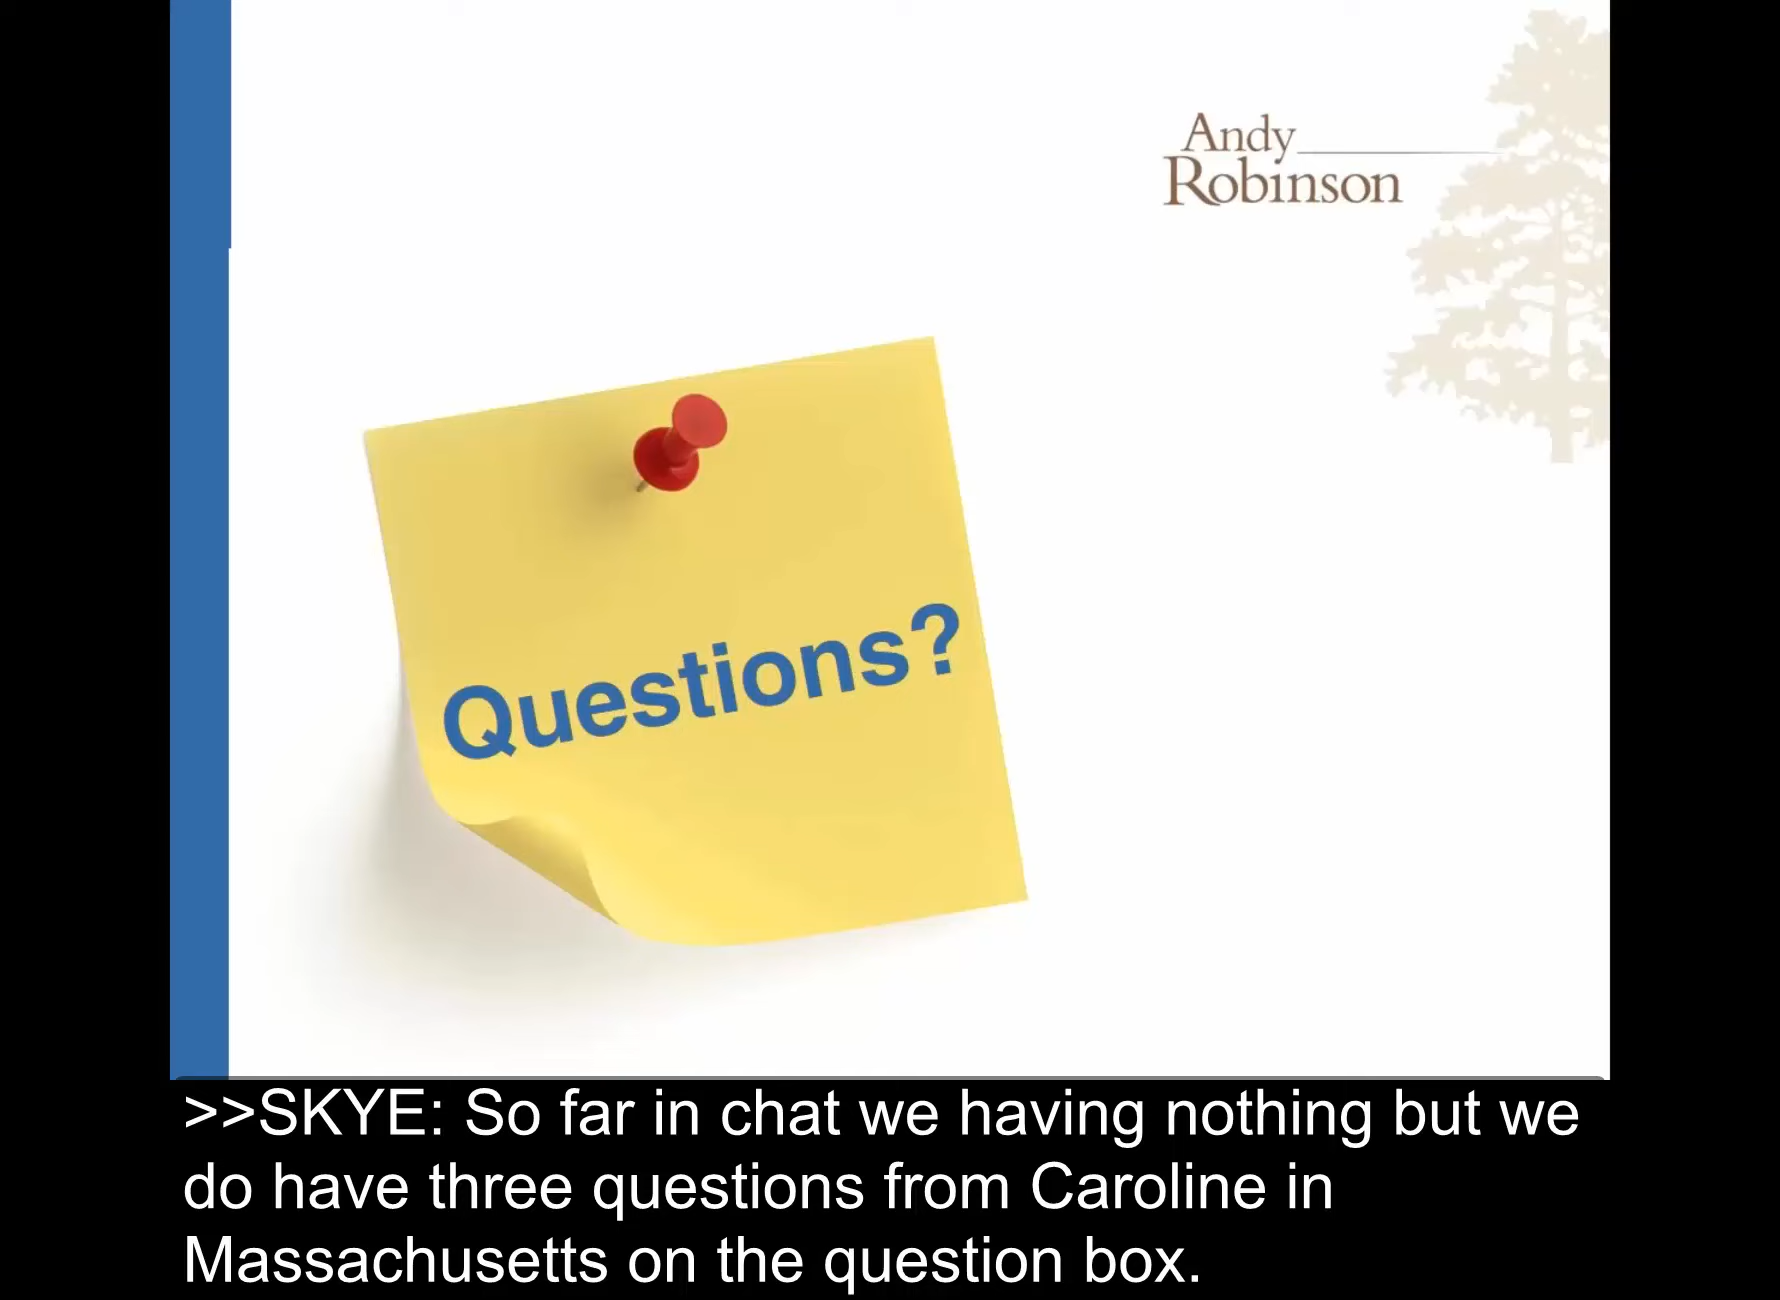 Andy
Robinson
Questions?
>>SKYE: So far in chat we having nothing but we
do have three questions from Caroline in
Massachusetts on the question box.